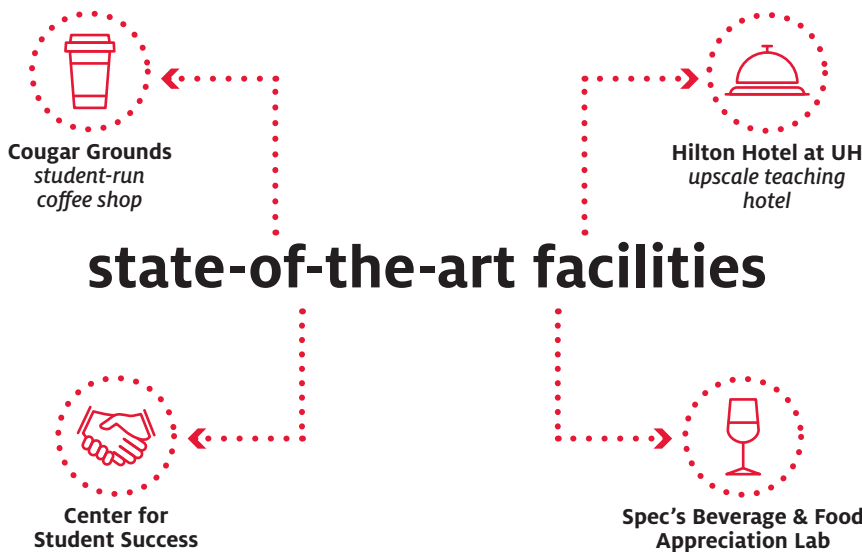 Cougar Grounds
student-run
coffee shop
Hilton Hotel at UH
upscale teaching
hotel
state-of-the-art facilities
Center for
Student Success
Spec's Beverage & Food
Appreciation Lab